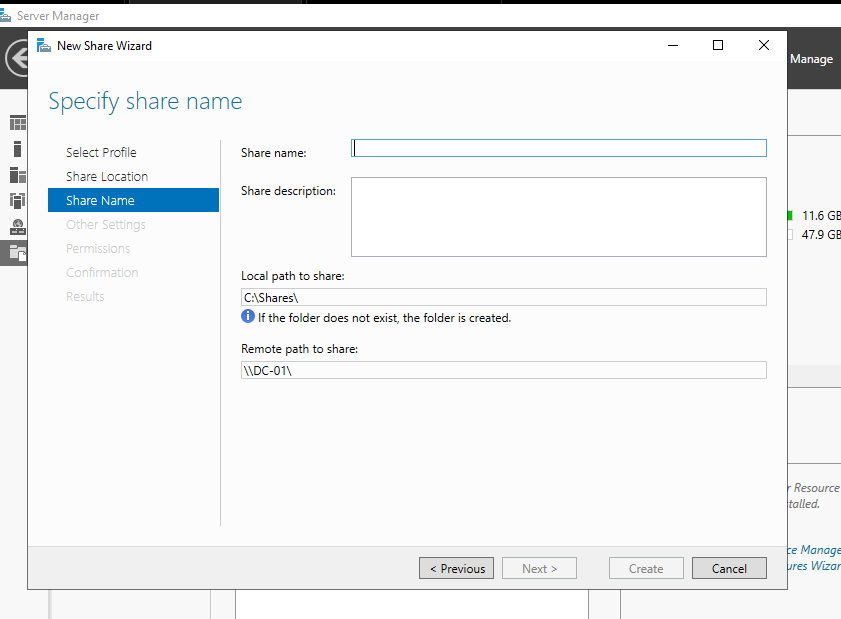 Server Manager
New Share Wizard
Manage
Specify share name
Select Profile
Share Location
Share Name
Other Settings
Permissions
Confirmation
Results
Share name:
Share description:
Local path to share:
C:\Shares\
If the folder does not exist, the folder is created.
Remote path to share:
\\DC-01\
11.6 GB
47.9 GB
r Resource
talled.
ce Manage
ures Wizar
< Previous
Next >
Create
Cancel